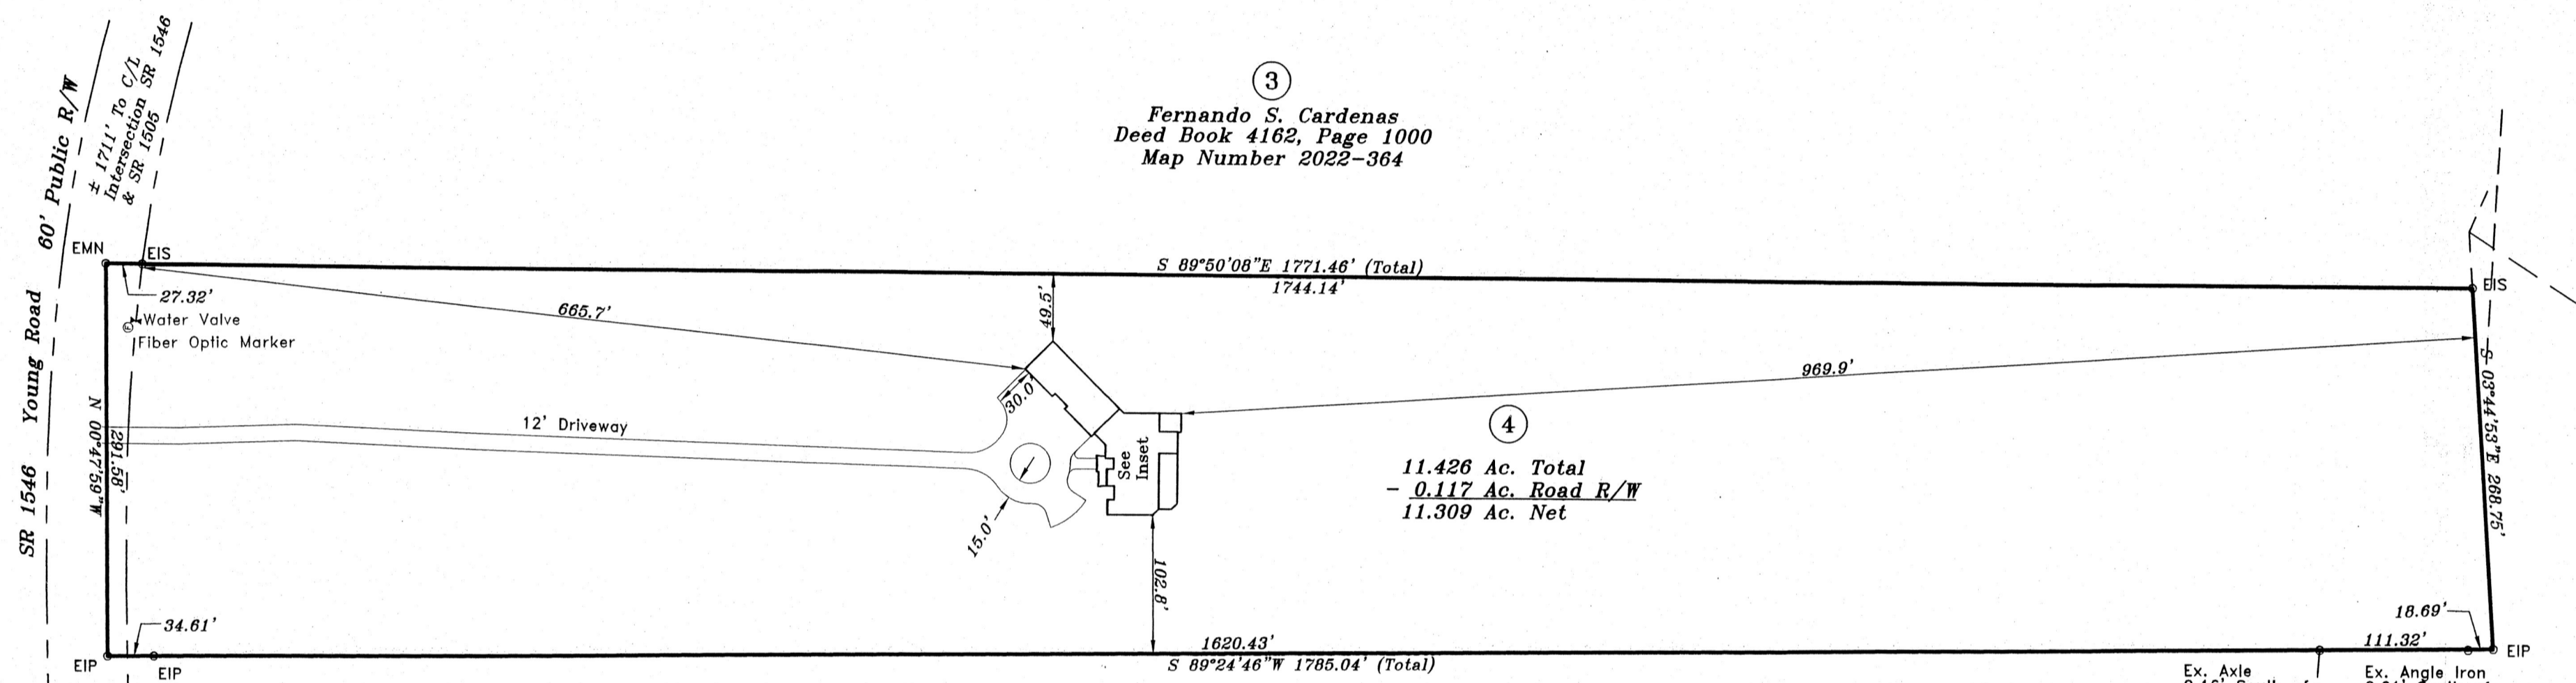 3
Fernando S. Cardenas
Deed Book 4162, Page 1000
Map Number 2022-364
60' Public R/W
± 1711' To C/L
Intersection SR 1546
& SR 1505
EMN
EIS
S 89°50'08"E 1771.46' (Total)
1744.14'
EIS
27.32'
Water Valve
F
Fiber Optic Marker
665.7'
49.5'
969.9'
S 03°44'53"E 268.75'
SR 1546 Young Road
N 00°47'59"W
291.58'
12' Driveway
30.0'
See
Inset
15.0'
4
11.426 Ac. Total
- 0.117 Ac. Road R/W
11.309 Ac. Net
102.8'
34.61'
18.69'
1620.43'
111.32'
S 89°24'46"W 1785.04' (Total)
EIP
EIP
EIP
Ex. Axle
Ex. Angle Iron